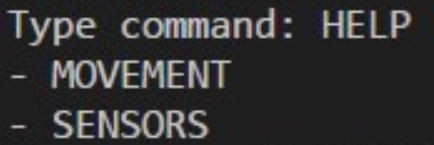 Type command: HELP
- MOVEMENT
- SENSORS